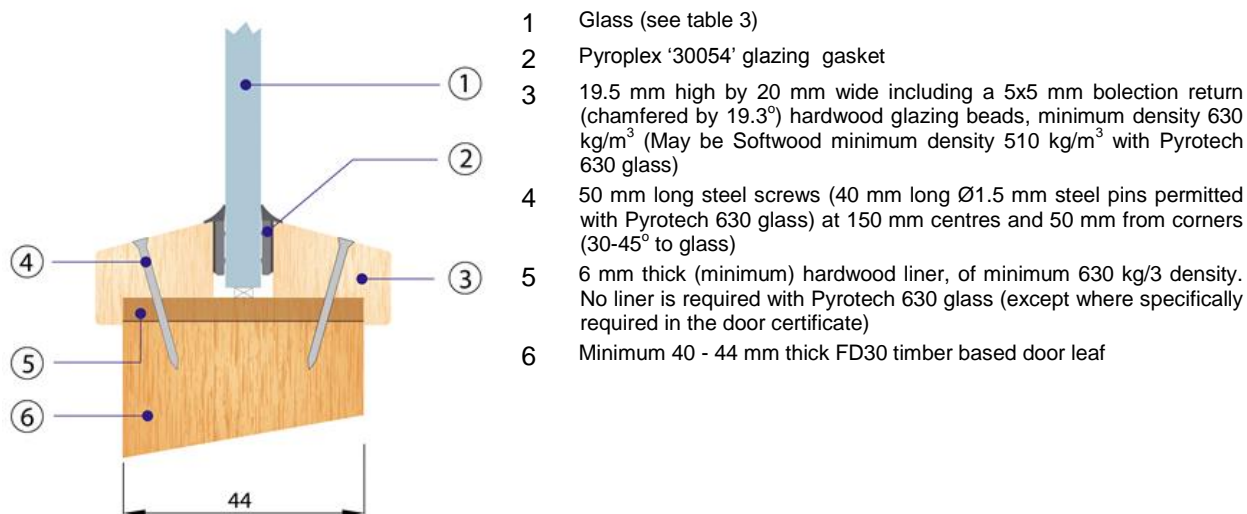 1 Glass (see table 3)
2 Pyroplex ‘30054’ glazing gasket
3 19.5 mm high by 20 mm wide including a 5x5 mm bolection return
(chamfered by 19.3o) hardwood glazing beads, minimum density 630
kg/m3 (May be Softwood minimum density 510 kg/m3 with Pyrotech
630 glass)
4 50 mm long steel screws (40 mm long Ø1.5 mm steel pins permitted
with Pyrotech 630 glass) at 150 mm centres and 50 mm from corners
(30-45o to glass)
5 6 mm thick (minimum) hardwood liner, of minimum 630 kg/3 density.
No liner is required with Pyrotech 630 glass (except where specifically
required in the door certificate)
6 Minimum 40 - 44 mm thick FD30 timber based door leaf
1
2
4
3
5
6
44